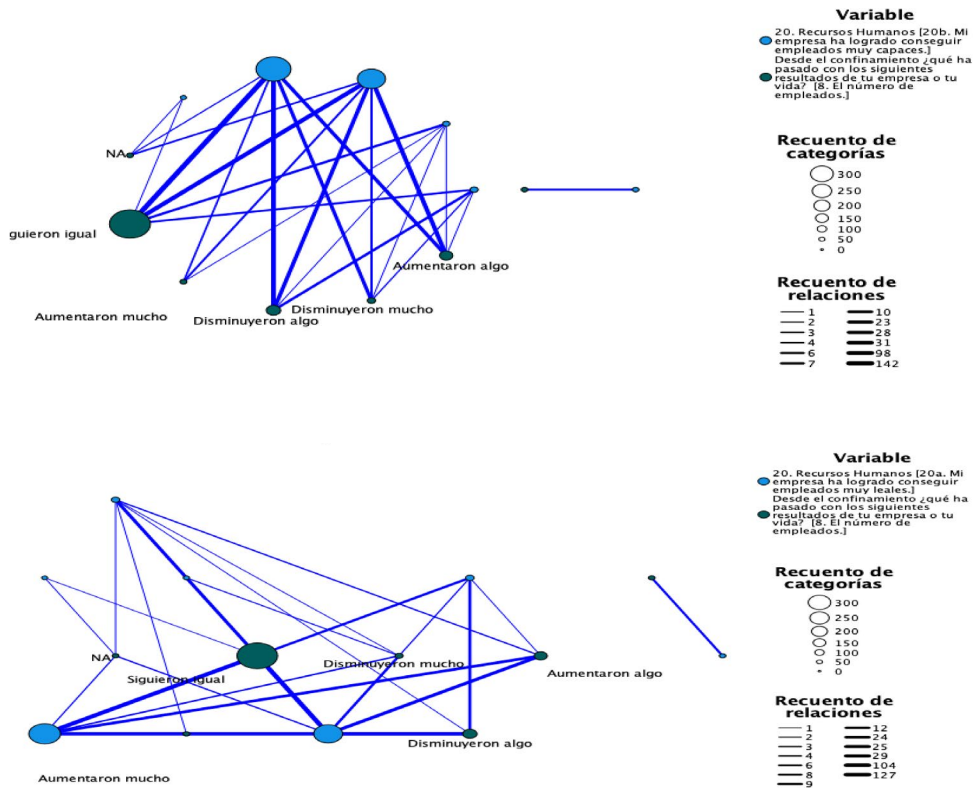 Variable
20. Recursos Humanos [20b. Mi
empresa ha logrado conseguir
empleados muy capaces.]
Desde el confinamiento ¿qué ha
pasado con los siguientes
resultados de tu empresa o tu
vida? [8. El número de
empleados.]
Recuento de
categorías
300
250
200
150
100
50
0
Recuento de
relaciones
1 10
2 23
3 28
4 31
6 98
7 142
NA
guieron igual
Aumentaron mucho
Disminuyeron algo
Disminuyeron mucho
Aumentaron algo
Variable
20. Recursos Humanos [20a. Mi
empresa ha logrado conseguir
empleados muy leales.]
Desde el confinamiento ¿qué ha
pasado con los siguientes
resultados de tu empresa o tu
vida? [8. El número de
empleados.]
Recuento de
categorías
300
250
200
150
100
50
0
Recuento de
relaciones
1 12
2 24
3 25
4 29
6 104
8 127
9
NA
Siguieron igual
Disminuyeron mucho
Aumentaron algo
Disminuyeron algo
Aumentaron mucho